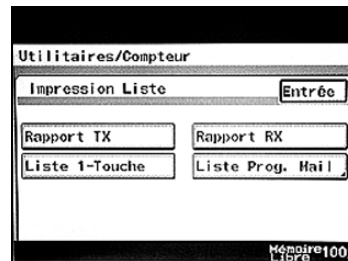 Utilitaires/Compteur
Impression Liste
Entrée
Rapport TX
Rapport RX
Liste 1-Touche
Liste Prog. Mail
Mémoire
Libre 100